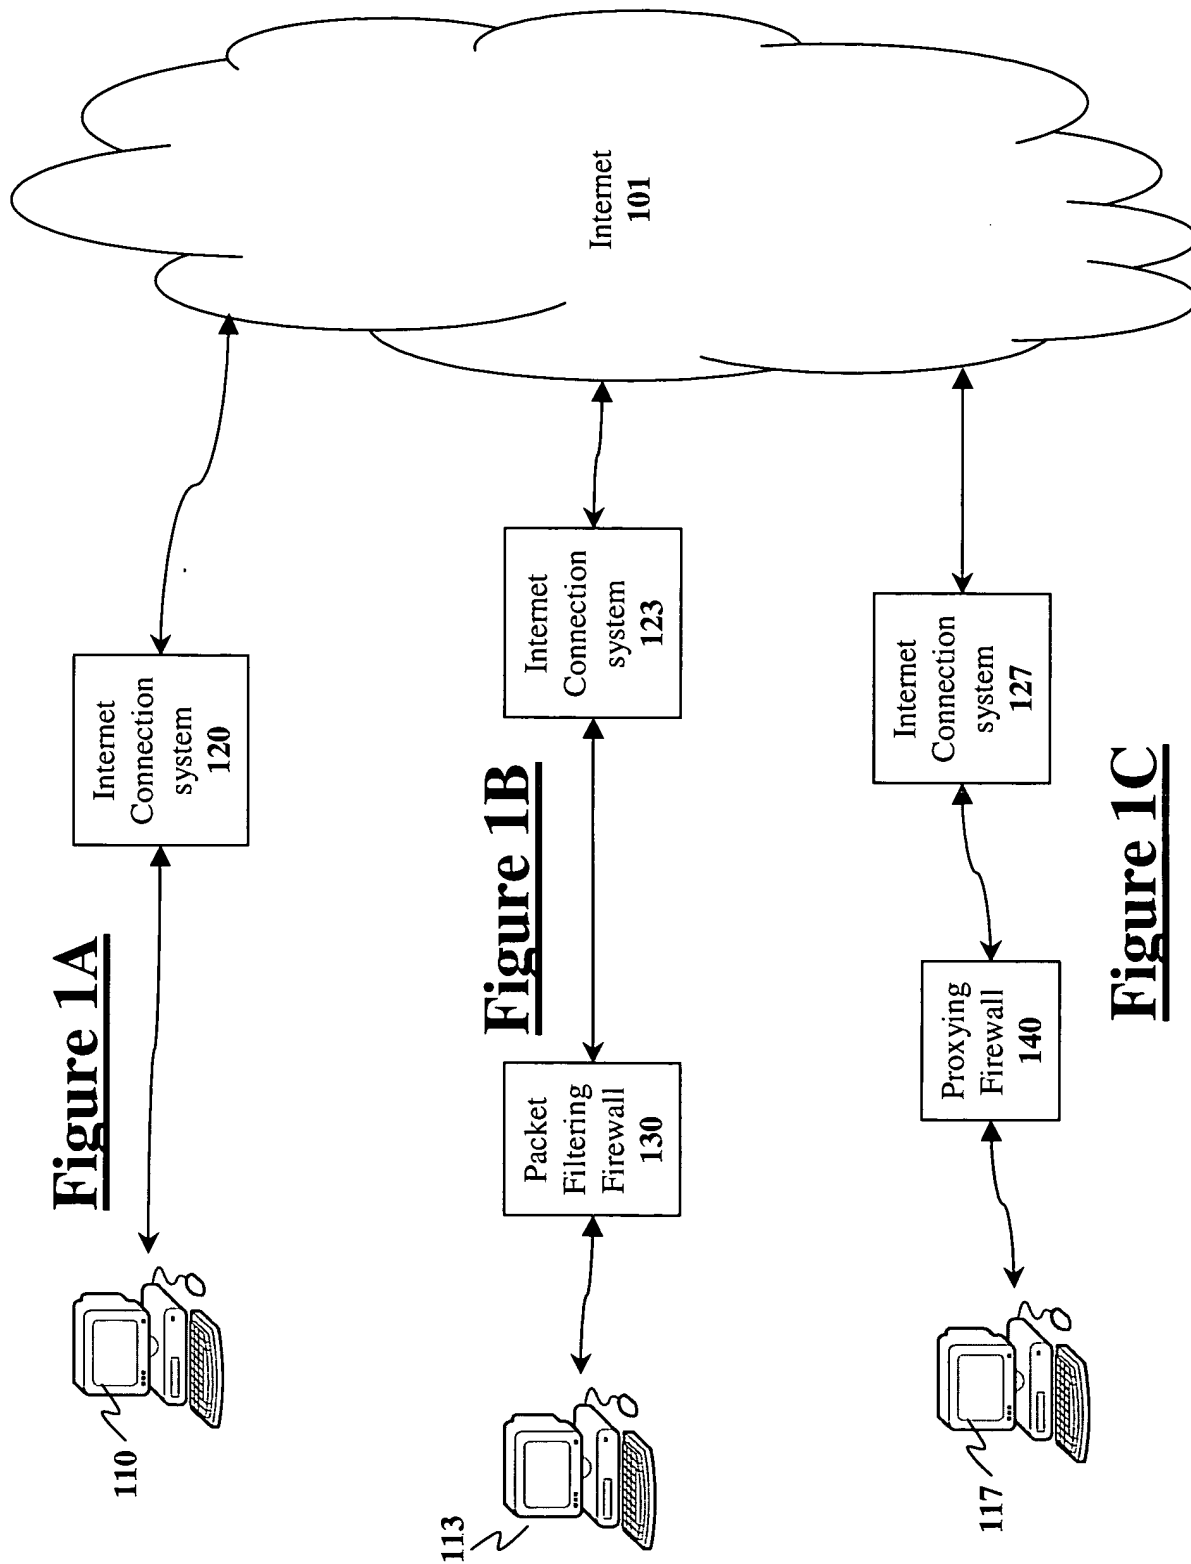 Figure 1A
110
Internet
Connection
system
120
Internet
101
Figure 1B
113
Packet
Filtering
Firewall
130
Internet
Connection
system
123
117
Proxying
Firewall
140
Internet
Connection
system
127
Figure 1C